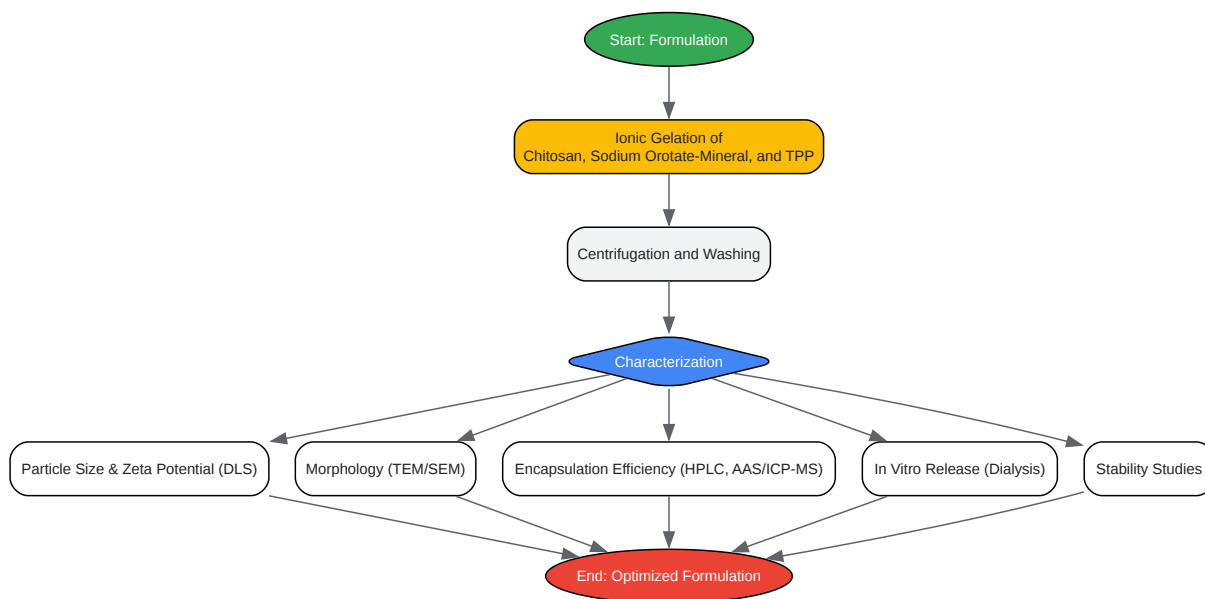 Start: Formulation
Ionic Gelation of
Chitosan, Sodium Orotate-Mineral, and TPP
Centrifugation and Washing
Characterization
Particle Size & Zeta Potential (DLS)
Morphology (TEM/SEM)
Encapsulation Efficiency (HPLC, AAS/ICP-MS)
In Vitro Release (Dialysis)
Stability Studies
End: Optimized Formulation